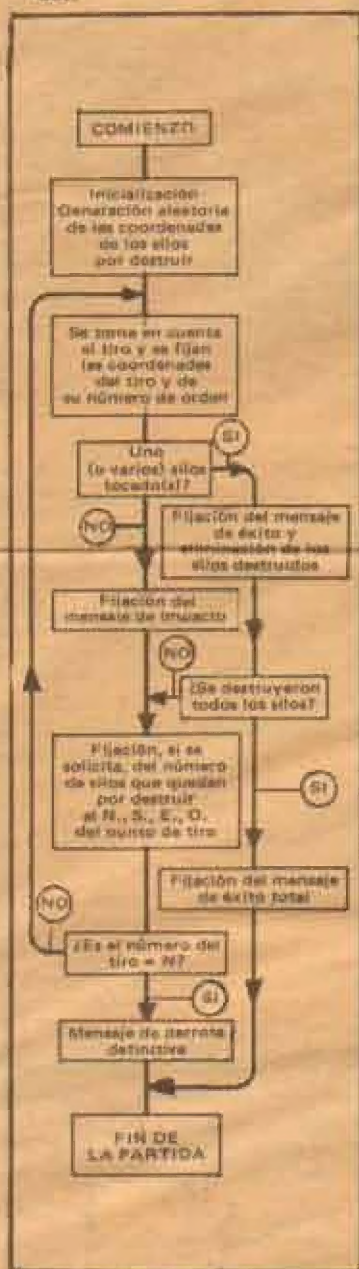 COMIENZO
Inicialización
Generación aleatoria
de las coordenadas
de los silos
por destruir
Se toma en cuenta
el tiro y se fijan
las coordenadas
del tiro y de
su número de orden
SI
Uno
(o varios) silos
tocado(s)?
NO
Fijación del mensaje
de éxito y
eliminación de los
silos destruidos
Fijación del
mensaje de impacto
NO
¿Se destruyeron
todos los silos?
Fijación, si se
solicita, del número
de silos que quedan
por destruir
al N., S., E., O.
del punto de tiro
SI
Fijación del mensaje
de éxito total
NO
¿Es el número del
tiro = N?
SI
Mensaje de derrota
definitiva
FIN DE
LA PARTIDA